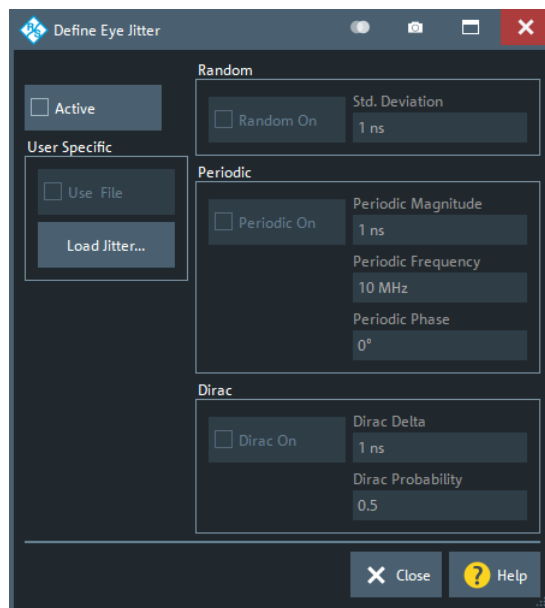 Define Eye Jitter
Active
User Specific
Use File
Load Jitter...
Random
Random On
Std. Deviation
1 ns
Periodic
Periodic On
Periodic Magnitude
1 ns
Periodic Frequency
10 MHz
Periodic Phase
0°
Dirac
Dirac On
Dirac Delta
1 ns
Dirac Probability
0.5
Close
? Help